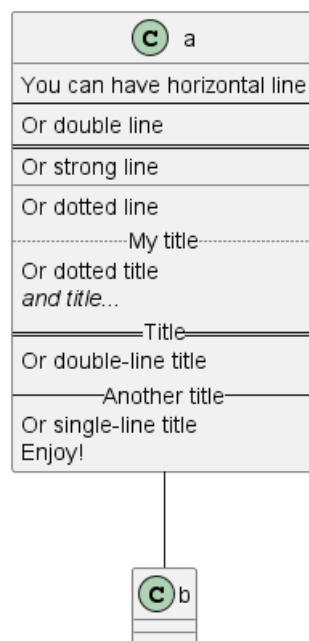 C a
You can have horizontal line
Or double line
Or strong line
Or dotted line
My title
Or dotted title
and title...
Title
Or double-line title
Another title
Or single-line title
Enjoy!
C b